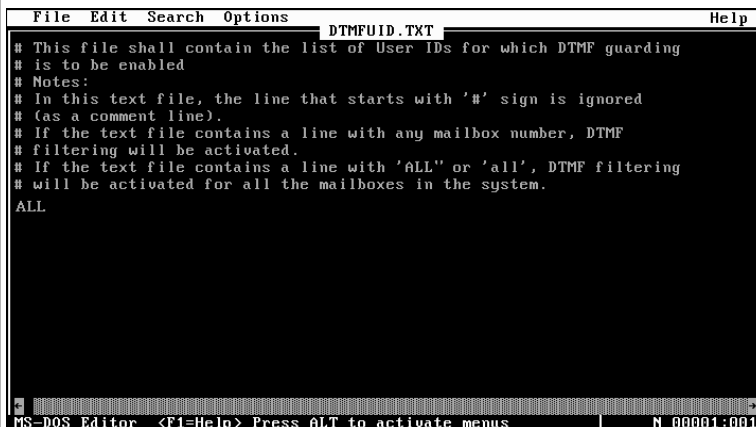 File Edit Search Options Help
DTMFUID.TXT
# This file shall contain the list of User IDs for which DTMF guarding
# is to be enabled
# Notes:
# In this text file, the line that starts with '#' sign is ignored
# (as a comment line).
# If the text file contains a line with any mailbox number, DTMF
# filtering will be activated.
# If the text file contains a line with 'ALL" or 'all', DTMF filtering
# will be activated for all the mailboxes in the system.
ALL
MS-DOS Editor <F1=Help> Press ALT to activate menus N 00001:001